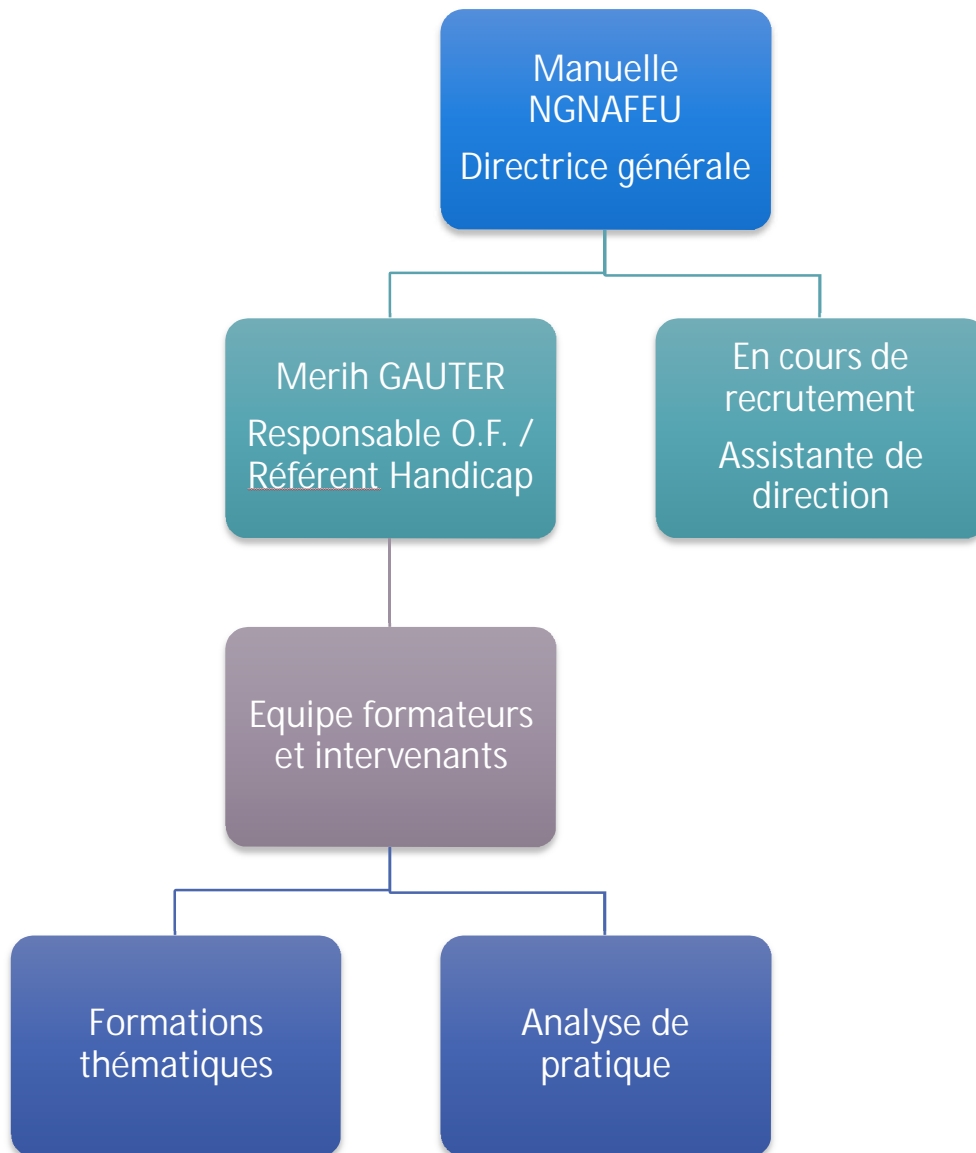 Manuelle
NGNAFEU
Directrice générale
Merih GAUTER
Responsable O.F. /
Référent Handicap
En cours de
recrutement
Assistante de
direction
Equipe formateurs
et intervenants
Formations
thématiques
Analyse de
pratique